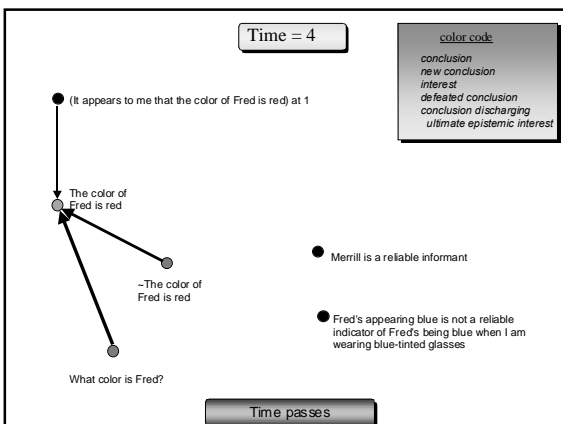 Time = 4
color code
conclusion
new conclusion
interest
defeated conclusion
conclusion discharging
ultimate epistemic interest
(It appears to me that the color of Fred is red) at 1
The color of
Fred is red
Merrill is a reliable informant
~The color of
Fred is red
Fred's appearing blue is not a reliable
indicator of Fred's being blue when I am
wearing blue-tinted glasses
What color is Fred?
Time passes